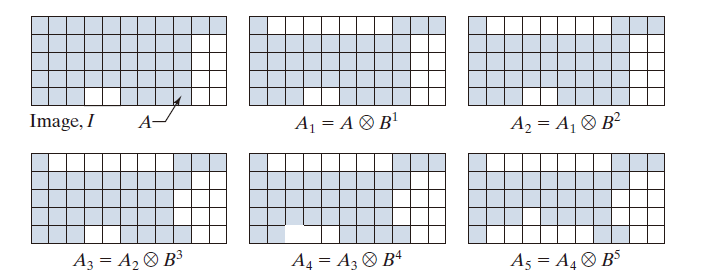 Image, I A
A₁ = A ⊗ B¹
A₂ = A₁ ⊗ B²
A₃ = A₂ ⊗ B³
A₄ = A₃ ⊗ B⁴
A₅ = A₄ ⊗ B⁵